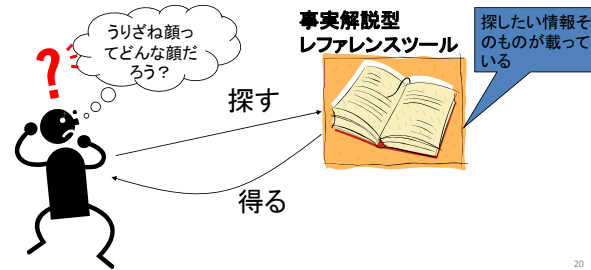 うりざね顔っ
てどんな顔だ
ろう？
?
事実解説型
レファレンスツール
探したい情報そ
のものが載って
いる
探す
得る
20